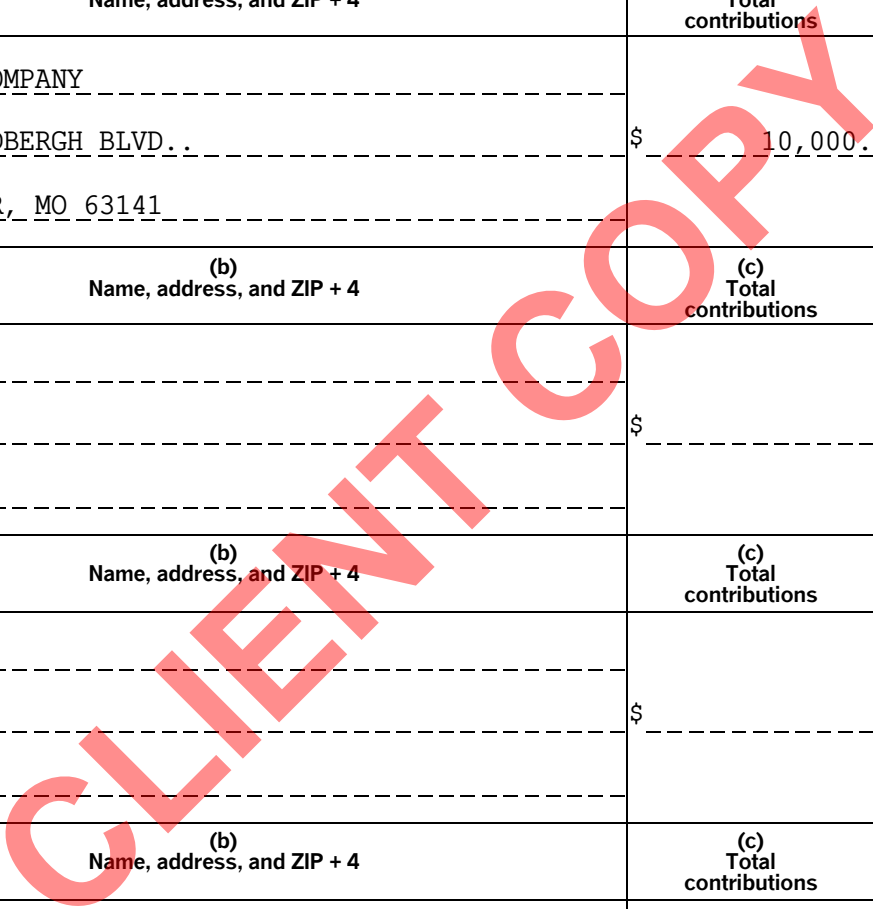 Name, address, and ZIP + 4
Total
contributions
OMPANY
DBERGH BLVD..
$ 10,000.
R, MO 63141
(b)
Name, address, and ZIP + 4
(c)
Total
contributions
$
(b)
Name, address, and ZIP + 4
(c)
Total
contributions
$
(b)
Name, address, and ZIP + 4
(c)
Total
contributions
CLIENT COPY